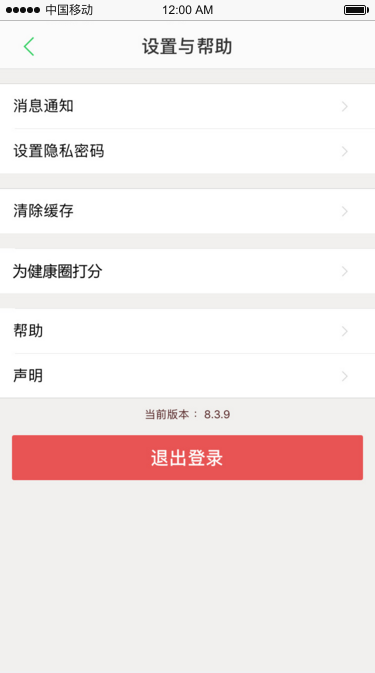 中国移动 12:00 AM
设置与帮助
消息通知
设置隐私密码
清除缓存
为健康圈打分
帮助
声明
当前版本： 8.3.9
退出登录